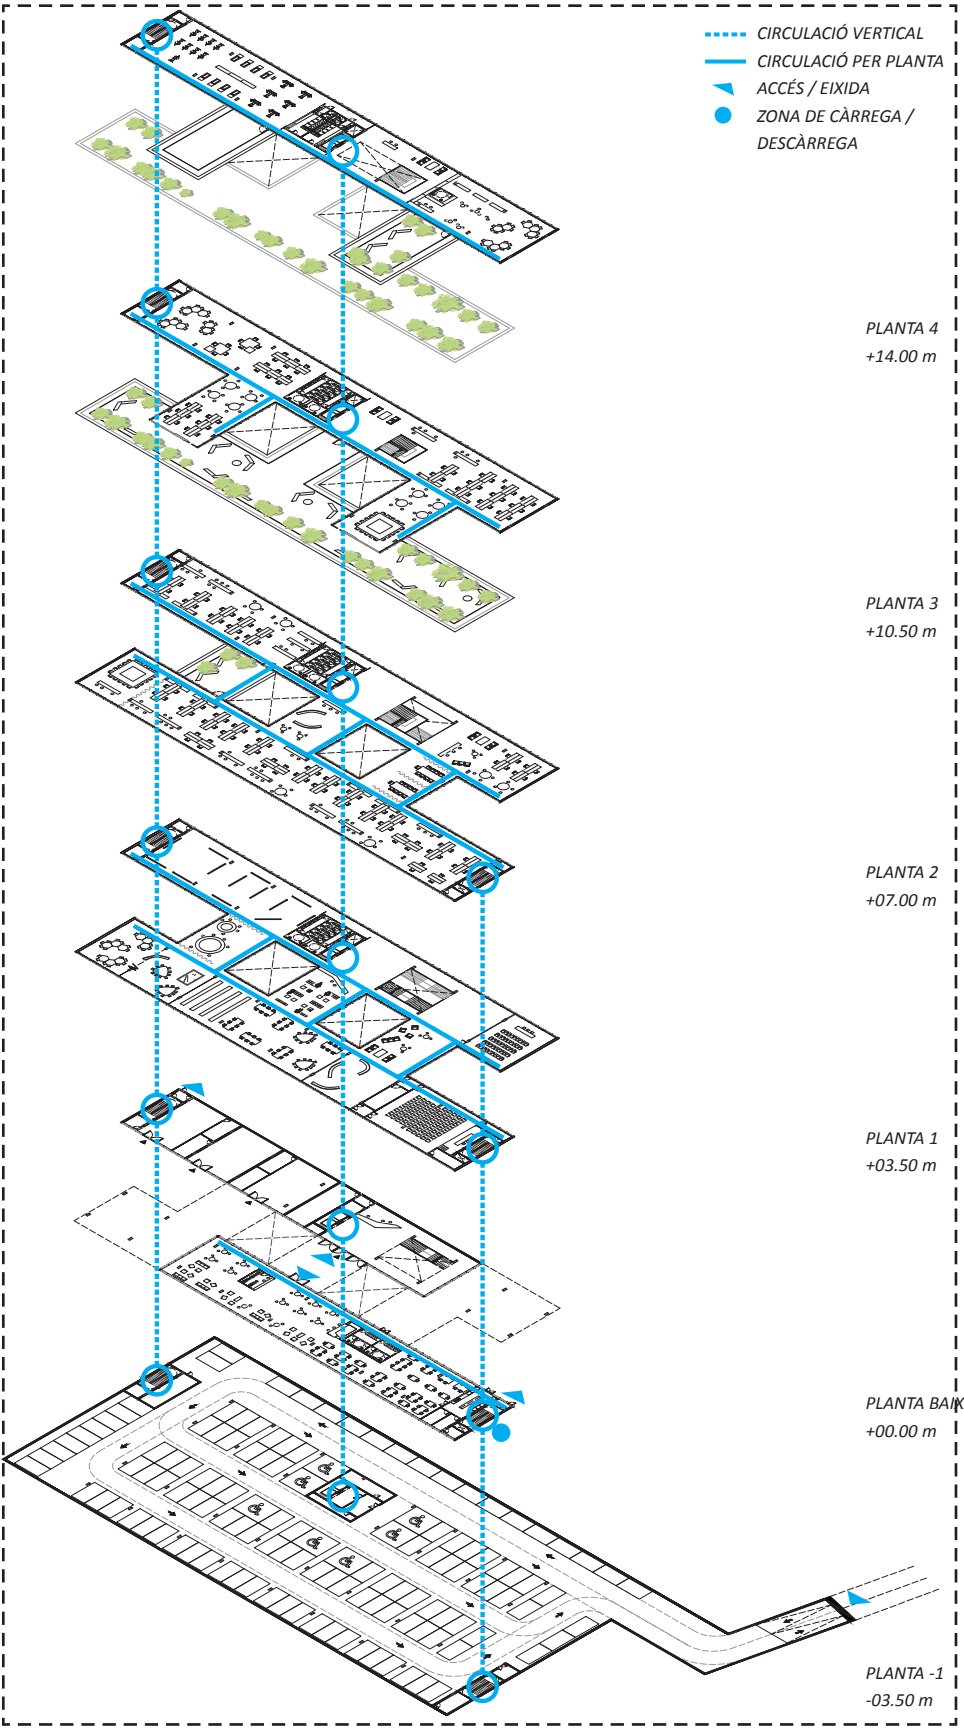 CIRCULACIÓ VERTICAL
CIRCULACIÓ PER PLANTA
ACCÉS / EIXIDA
ZONA DE CÀRREGA /
DESCÀRREGA
PLANTA 4
+14.00 m
PLANTA 3
+10.50 m
PLANTA 2
+07.00 m
PLANTA 1
+03.50 m
PLANTA BAIX
+00.00 m
PLANTA -1
-03.50 m